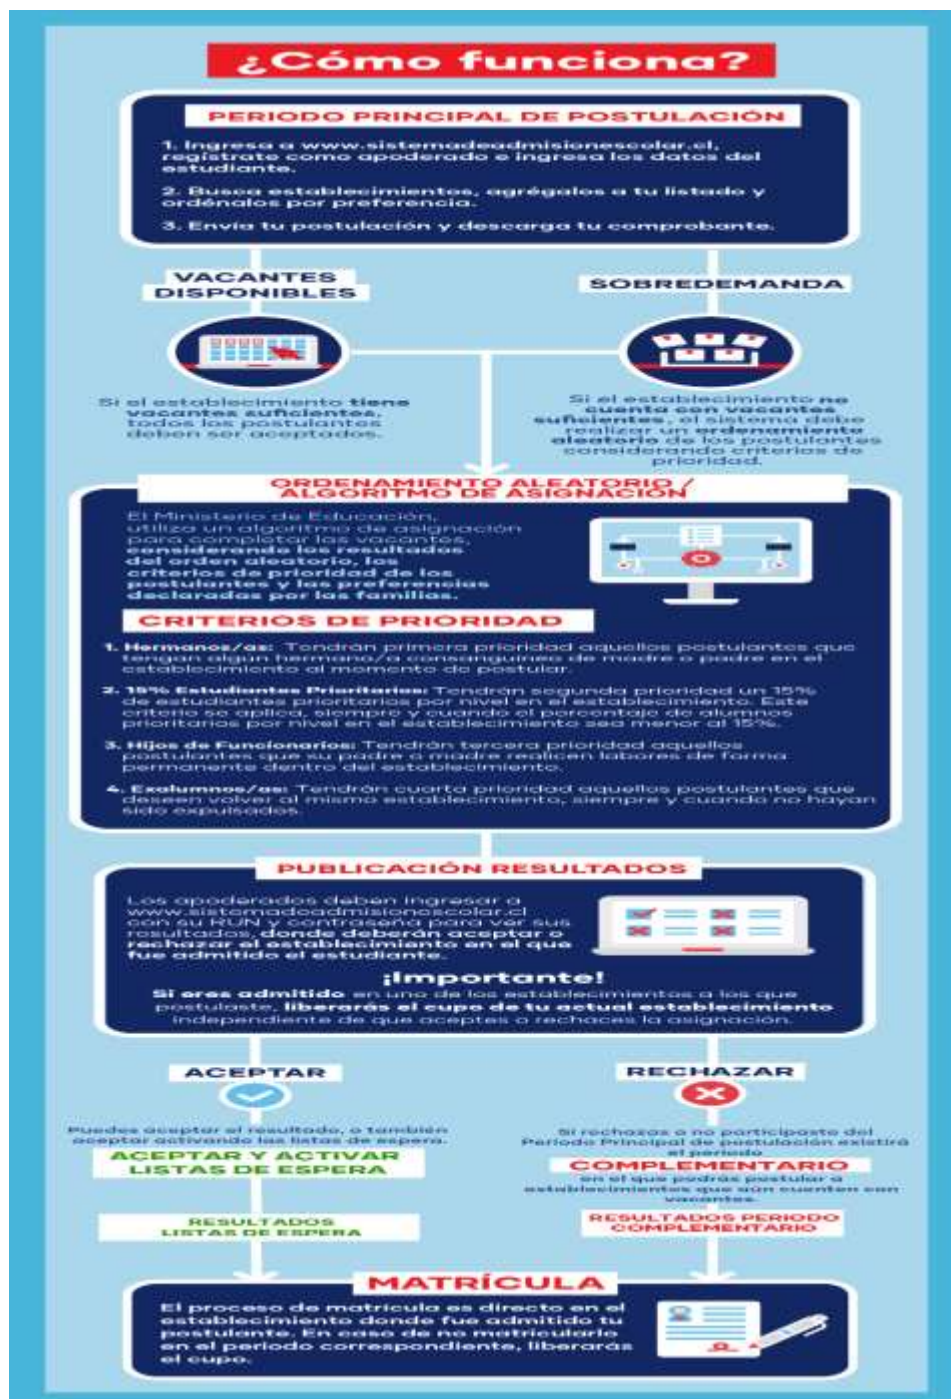 ¿Cómo funciona?
PERIODO PRINCIPAL DE POSTULACIÓN
1. Ingresa a www.sistemadeadmisionescolar.cl,
regístrate como apoderado e ingresa los datos del
estudiante.
2. Busca establecimientos, agrégalos a tu listado y
ordénalos por preferencia.
3. Envía tu postulación y descarga tu comprobante.
VACANTES
DISPONIBLES
Si el establecimiento tiene
vacantes suficientes,
todos los postulantes
deben ser aceptados.
SOBREDEMANDA
Si el establecimiento no
cuenta con vacantes
suficientes, el sistema debe
realizar un ordenamiento
aleatorio de los postulantes
considerando criterios de
prioridad.
ORDENAMIENTO ALEATORIO /
ALGORITMO DE ASIGNACIÓN
El Ministerio de Educación,
utiliza un algoritmo de asignación
para completar las vacantes,
considerando los resultados
del orden aleatorio, los
criterios de prioridad de los
postulantes y las preferencias
declaradas por las familias.
CRITERIOS DE PRIORIDAD
1. Hermanos/as: Tendrán primera prioridad aquellos postulantes que
tengan algún hermano/a consanguíneo de madre o padre en el
establecimiento al momento de postular.
2. 15% Estudiantes Prioritarios: Tendrán segunda prioridad un 15%
de estudiantes prioritarios por nivel en el establecimiento. Este
criterio se aplica, siempre y cuando el porcentaje de alumnos
prioritarios por nivel en el establecimiento sea menor al 15%.
3. Hijos de Funcionarios: Tendrán tercera prioridad aquellos
postulantes que su padre o madre realicen labores de forma
permanente dentro del establecimiento.
4. Exalumnos/as: Tendrán cuarta prioridad aquellos postulantes que
deseen volver al mismo establecimiento, siempre y cuando no hayan
sido expulsados.
PUBLICACIÓN RESULTADOS
Los apoderados deben ingresar a
www.sistemadeadmisionescolar.cl
con su RUN y contraseña para ver sus
resultados, donde deberán aceptar o
rechazar el establecimiento en el que
fue admitido el estudiante.
¡Importante!
Si eres admitido en uno de los establecimientos a los que
postulaste, liberarás el cupo de tu actual establecimiento
independiente de que aceptes o rechaces la asignación.
ACEPTAR
Puedes aceptar el resultado, o también
aceptar activando las listas de espera.
ACEPTAR Y ACTIVAR
LISTAS DE ESPERA
RESULTADOS
LISTAS DE ESPERA
RECHAZAR
Si rechazas o no participaste del
Periodo Principal de postulación existirá
el periodo
COMPLEMENTARIO
en el que podrás postular a
establecimientos que aún cuenten con
vacantes.
RESULTADOS PERIODO
COMPLEMENTARIO
MATRÍCULA
El proceso de matrícula es directo en el
establecimiento donde fue admitido tu
postulante. En caso de no matricularlo
en el periodo correspondiente, liberarás
el cupo.